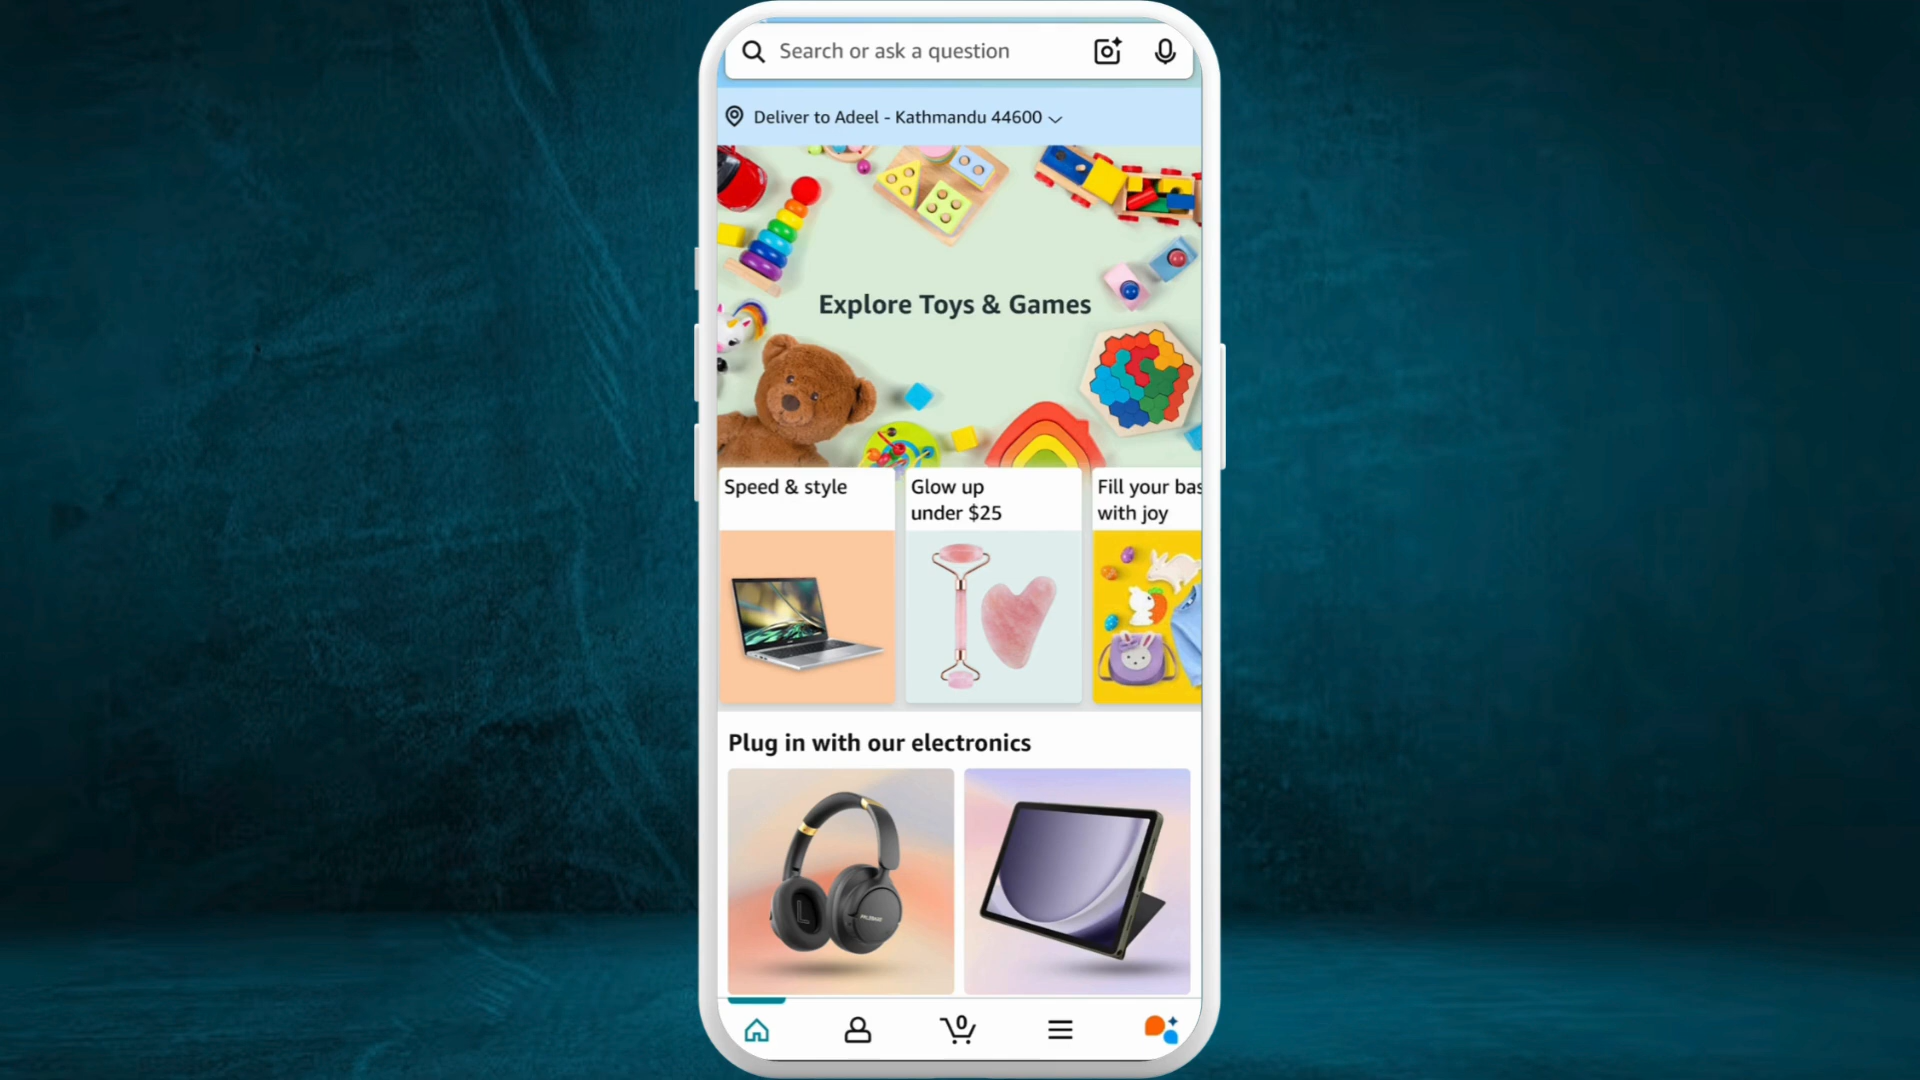 Search or ask a question
Deliver to Adeel - Kathmandu 44600
Explore Toys & Games
Speed & style
Glow up
under $25
Fill your bas
with joy
Plug in with our electronics
L
0